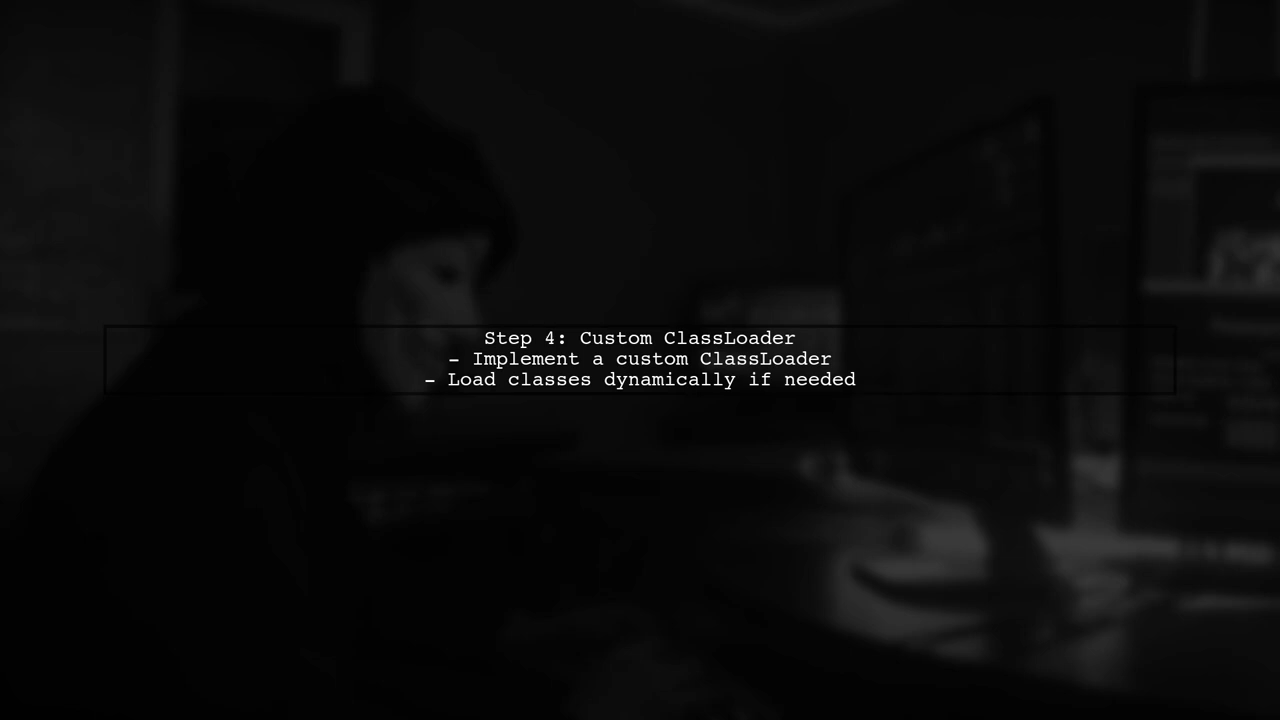 Step 4: Custom ClassLoader
- Implement a custom ClassLoader
- Load classes dynamically if needed